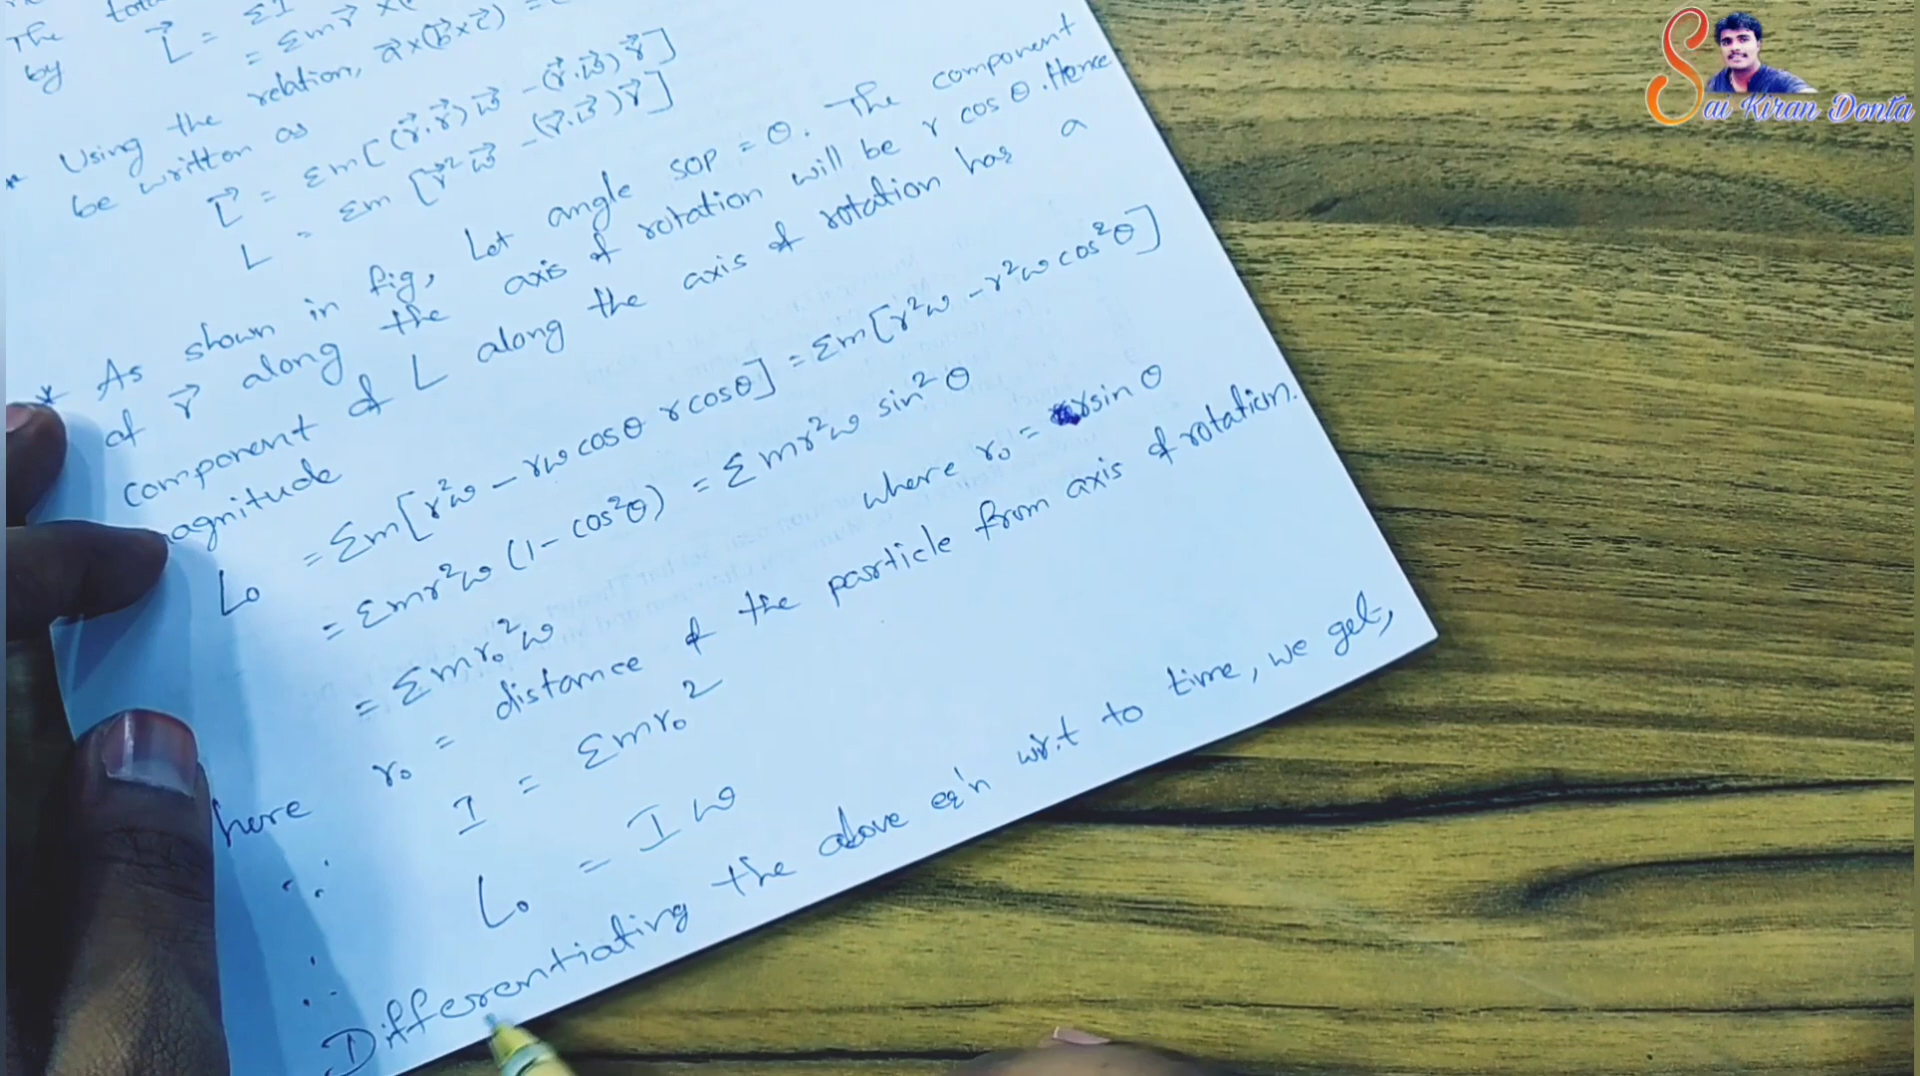 The total
by L⃗ = ΣI
= Σm r⃗ ×(
* Using the relation, a⃗×(b⃗×c⃗) =
be written as
L⃗ = Σm[(r⃗.r⃗)ω⃗ -(r⃗.ω⃗)r⃗]
L = Σm [r⃗²ω⃗ -(r⃗.ω⃗)r⃗]
* As shown in fig, Let angle SOP = θ. The component
of r⃗ along the axis of rotation will be r cos θ. Hence
component of L along the axis of rotation has a
magnitude
L₀ = Σm[r²ω - rω cosθ r cosθ] = Σm[r²ω - r²ω cos²θ]
= Σmr²ω (1 - cos²θ) = Σmr²ω sin²θ
= Σmr₀²ω where r₀ = r sin θ
here r₀ = distance of the particle from axis of rotation.
∵ I = Σmr₀²
∴ L₀ = Iω
Differentiating the above eq'n w.r.t to time, we get,
Sai Kiran Donta